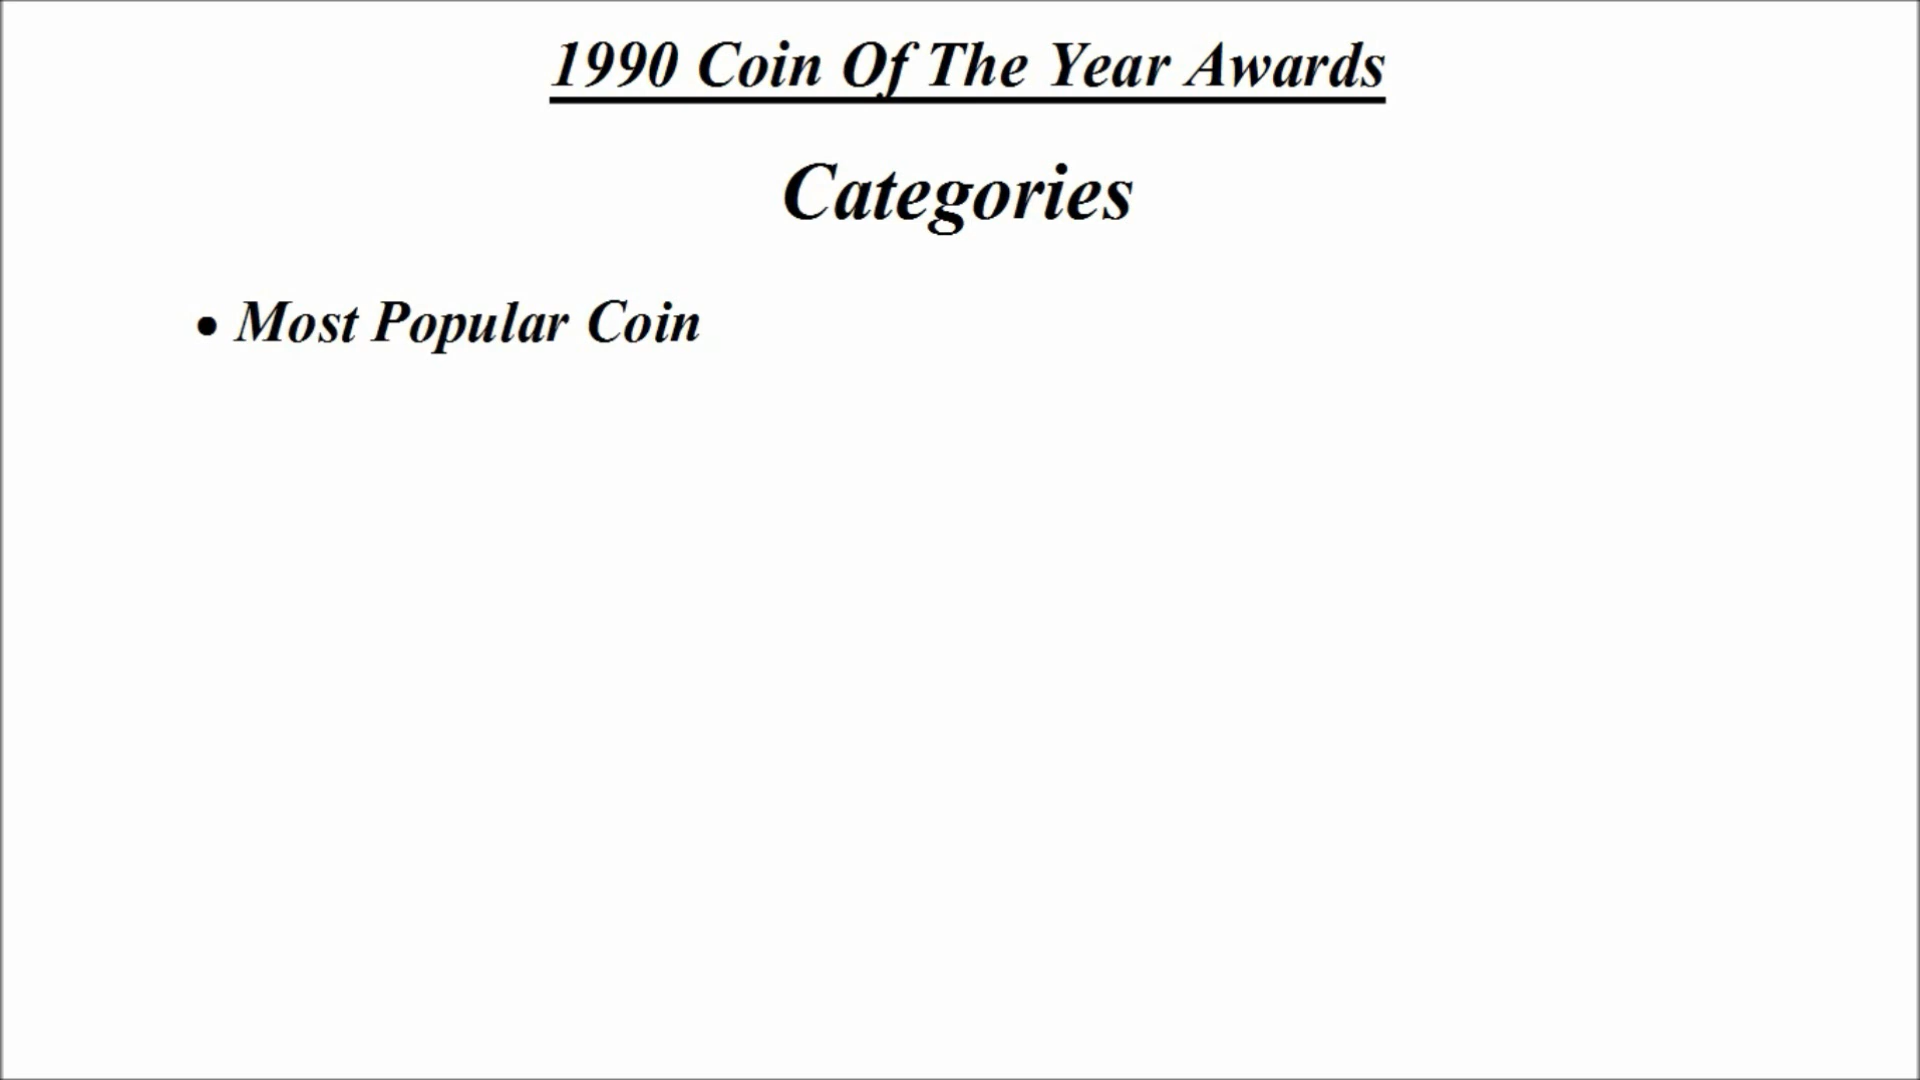 1990 Coin Of The Year Awards
Categories
• Most Popular Coin